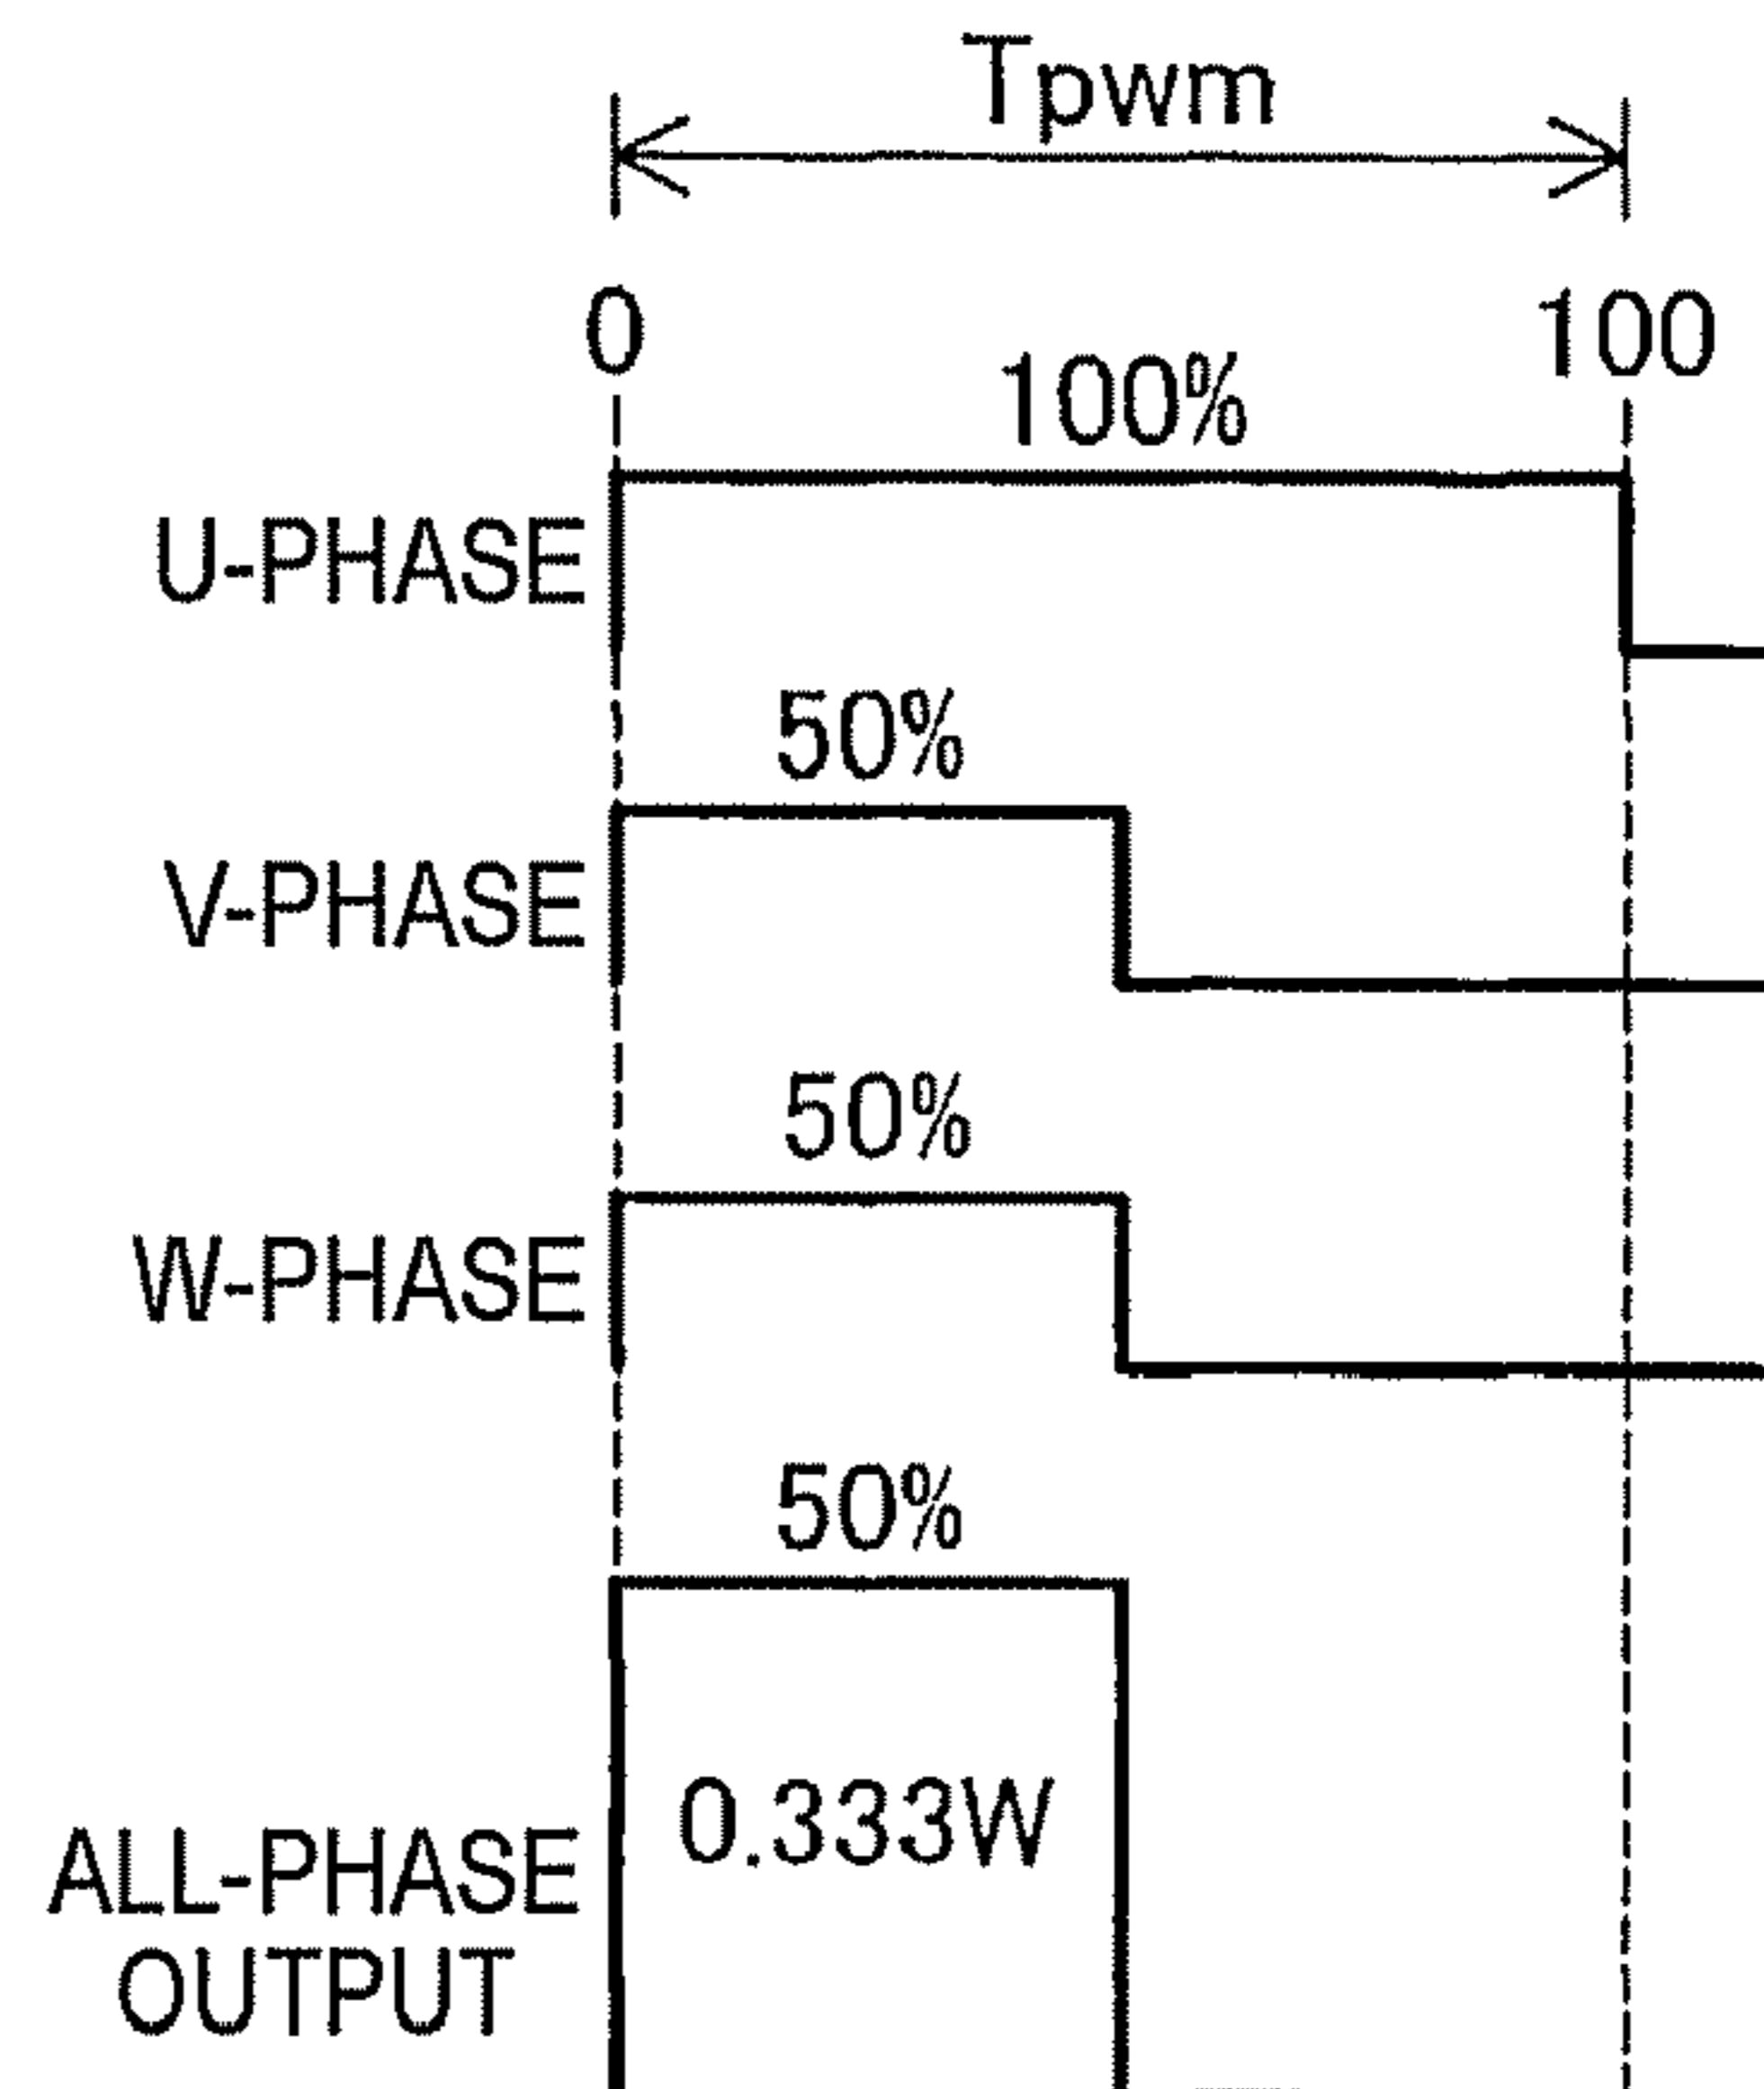 Tpwm
0
100
100%
U-PHASE
50%
V-PHASE
50%
W-PHASE
50%
0.333W
ALL-PHASE
OUTPUT